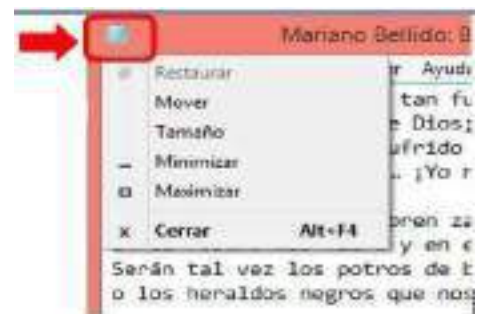 Mariano Bellido: B
Restaurar r Ayuda
Mover tan fu
Tamaño e Dios;
Minimizar ufrido
Maximizar … ¡Yo r
Cerrar Alt+F4 oren za
y en e
Serán tal vez los potros de b
o los heraldos negros que nos